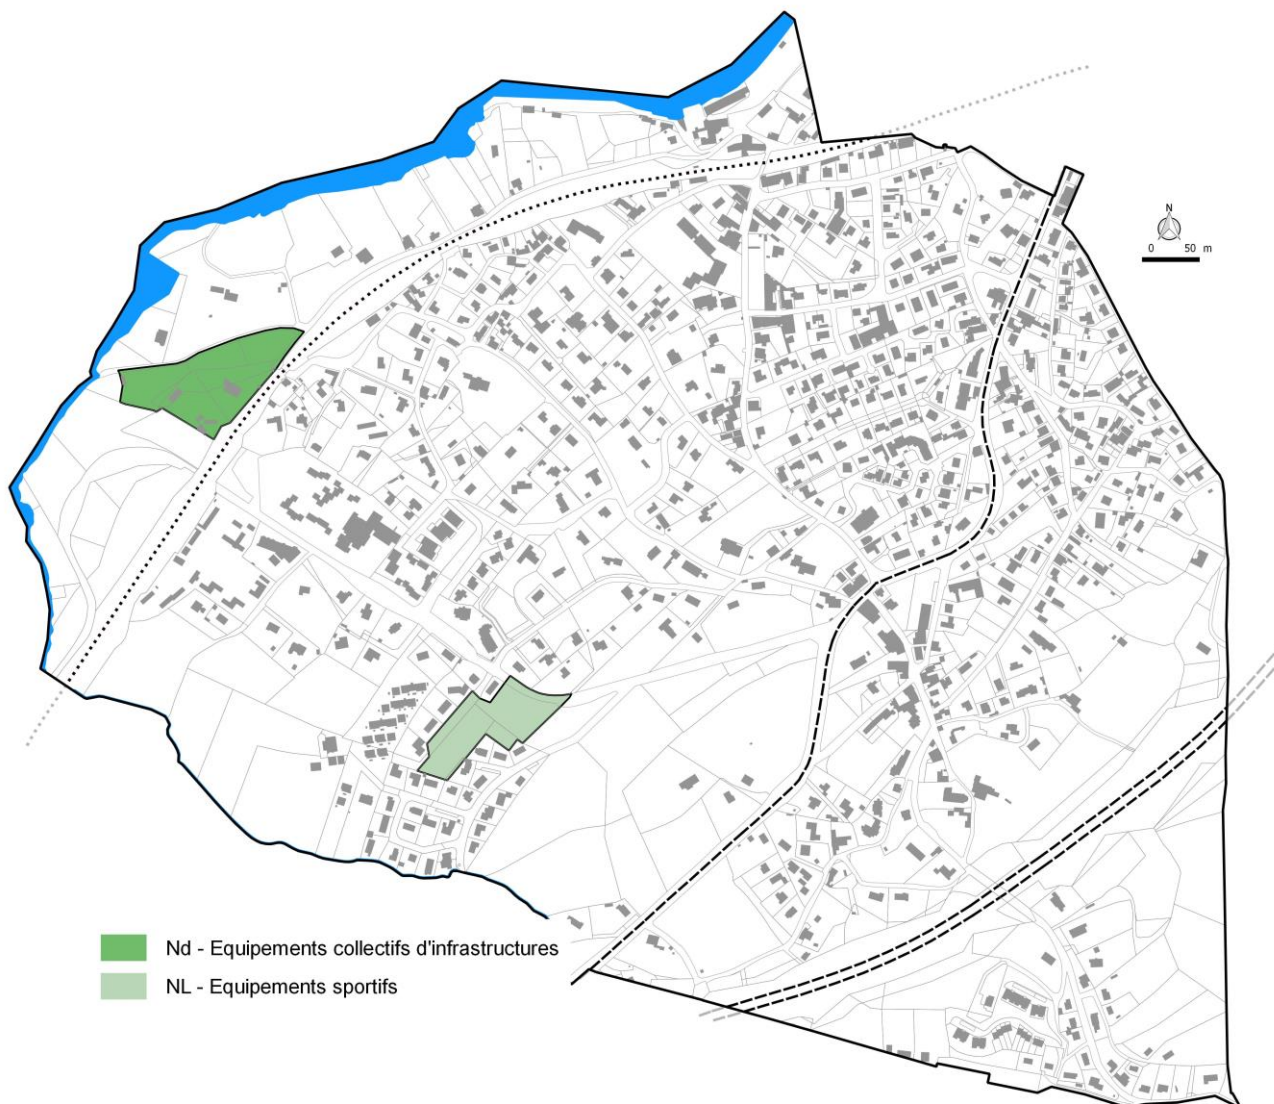 N
0 50 m
Nd - Equipements collectifs d'infrastructures
NL - Equipements sportifs